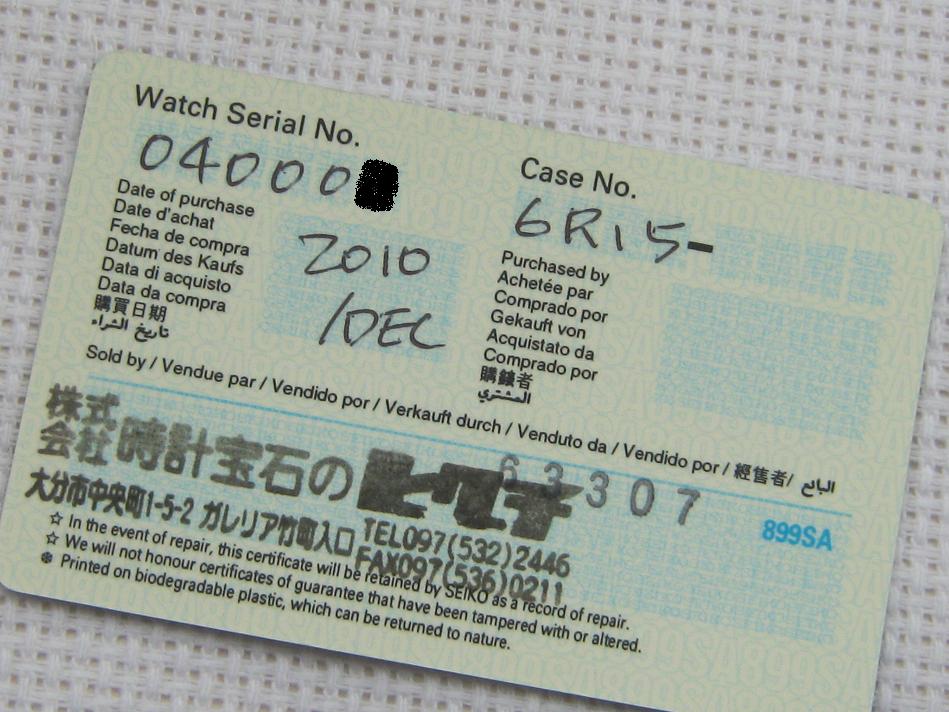 Watch Serial No.
04000
Date of purchase
Date d'achat
Fecha de compra
Datum des Kaufs
Data di acquisto
Data da compra
購買日期
تاريخ الشراء
2010
/DEC
Case No.
6R15-
Purchased by
Achetée par
Comprado por
Gekauft von
Acquistato da
Comprado por
購錶者
المشتري
Sold by / Vendue par / Vendido por / Verkauft durch / Venduto da / Vendido por / 經售者/ البائع
株式
会社 時計宝石の
63307
899SA
大分市中央町1-5-2 ガレリア竹町入口
TEL097(532)2446
FAX097(536)0211
☆ In the event of repair, this certificate will be retained by SEIKO as a record of repair.
☆ We will not honour certificates of guarantee that have been tampered with or altered.
❄ Printed on biodegradable plastic, which can be returned to nature.